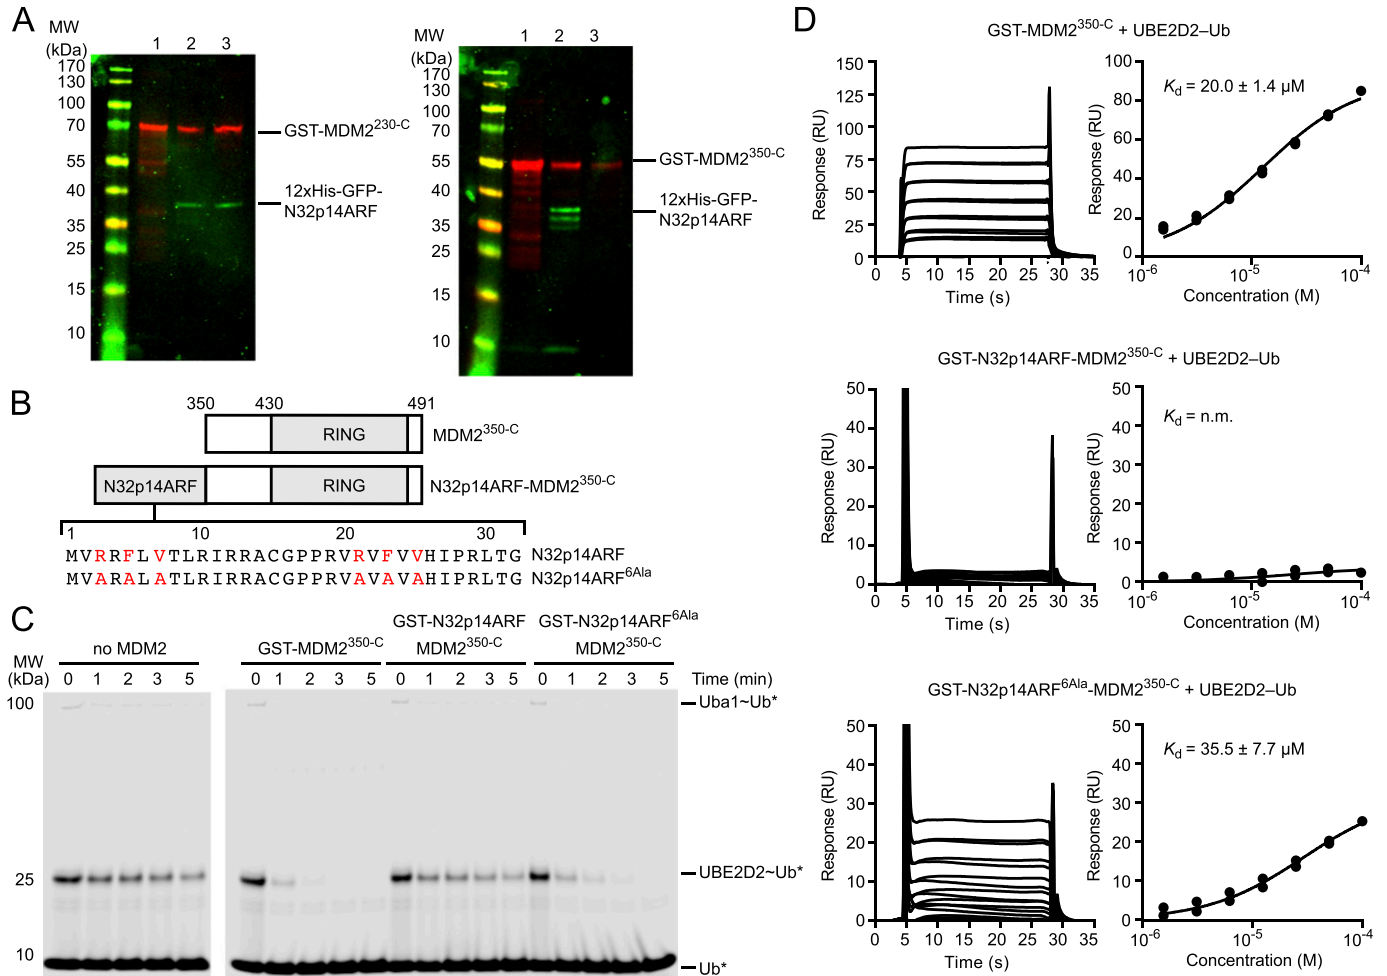 A
MW
(kDa)
1 2 3
170
130
100
70
55
40
35
25
15
10
GST-MDM2230-C
12xHis-GFP-
N32p14ARF
MW
(kDa)
1 2 3
170
130
100
70
55
40
35
25
15
10
GST-MDM2350-C
12xHis-GFP-
N32p14ARF
B
350 430 491
RING
MDM2350-C
N32p14ARF
RING
N32p14ARF-MDM2350-C
1 10 20 30
MVRRFLVTLRIRRACGPPRVRVFVVHIPRLTG N32p14ARF
MVARALATLRIRRACGPPRVAVAVAHIPRLTG N32p14ARF6Ala
C
MW
(kDa)
no MDM2
GST-MDM2350-C
GST-N32p14ARF
MDM2350-C
GST-N32p14ARF6Ala
MDM2350-C
0 1 2 3 5 0 1 2 3 5 0 1 2 3 5 0 1 2 3 5 Time (min)
100
25
10
Uba1~Ub*
UBE2D2~Ub*
Ub*
D
GST-MDM2350-C + UBE2D2–Ub
Response (RU)
150
125
100
75
50
25
0
0 5 10 15 20 25 30 35
Time (s)
Response (RU)
100
80
60
40
20
0
Kd = 20.0 ± 1.4 µM
10-6 10-5 10-4
Concentration (M)
GST-N32p14ARF-MDM2350-C + UBE2D2–Ub
Response (RU)
50
40
30
20
10
0
0 5 10 15 20 25 30 35
Time (s)
Response (RU)
50
40
30
20
10
0
Kd = n.m.
10-6 10-5 10-4
Concentration (M)
GST-N32p14ARF6Ala-MDM2350-C + UBE2D2–Ub
Response (RU)
50
40
30
20
10
0
0 5 10 15 20 25 30 35
Time (s)
Response (RU)
50
40
30
20
10
0
Kd = 35.5 ± 7.7 µM
10-6 10-5 10-4
Concentration (M)